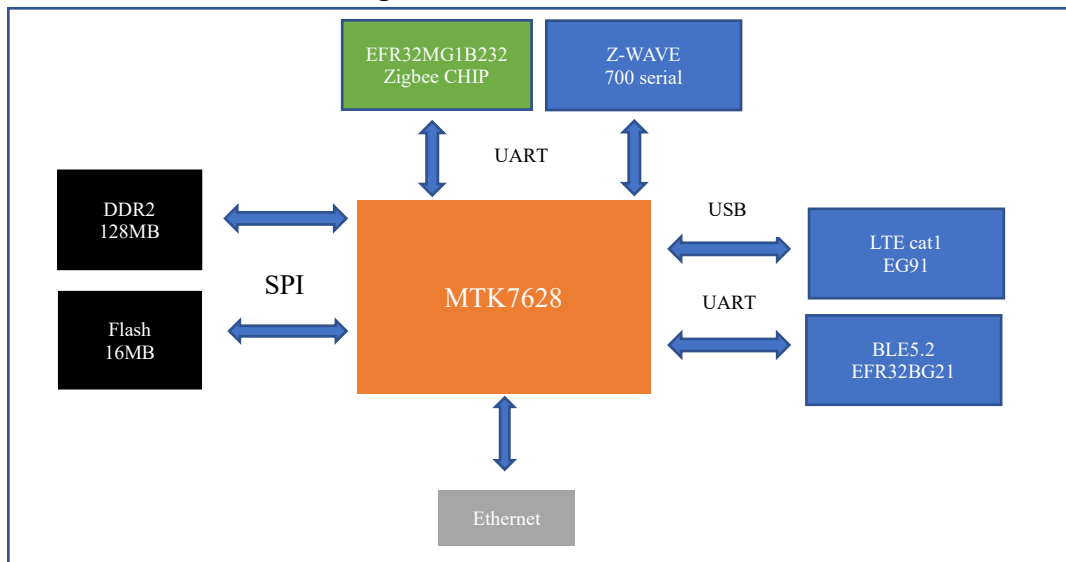 EFR32MG1B232
Zigbee CHIP
Z-WAVE
700 serial
UART
DDR2
128MB
USB
LTE cat1
EG91
SPI
MTK7628
UART
Flash
16MB
BLE5.2
EFR32BG21
Ethernet